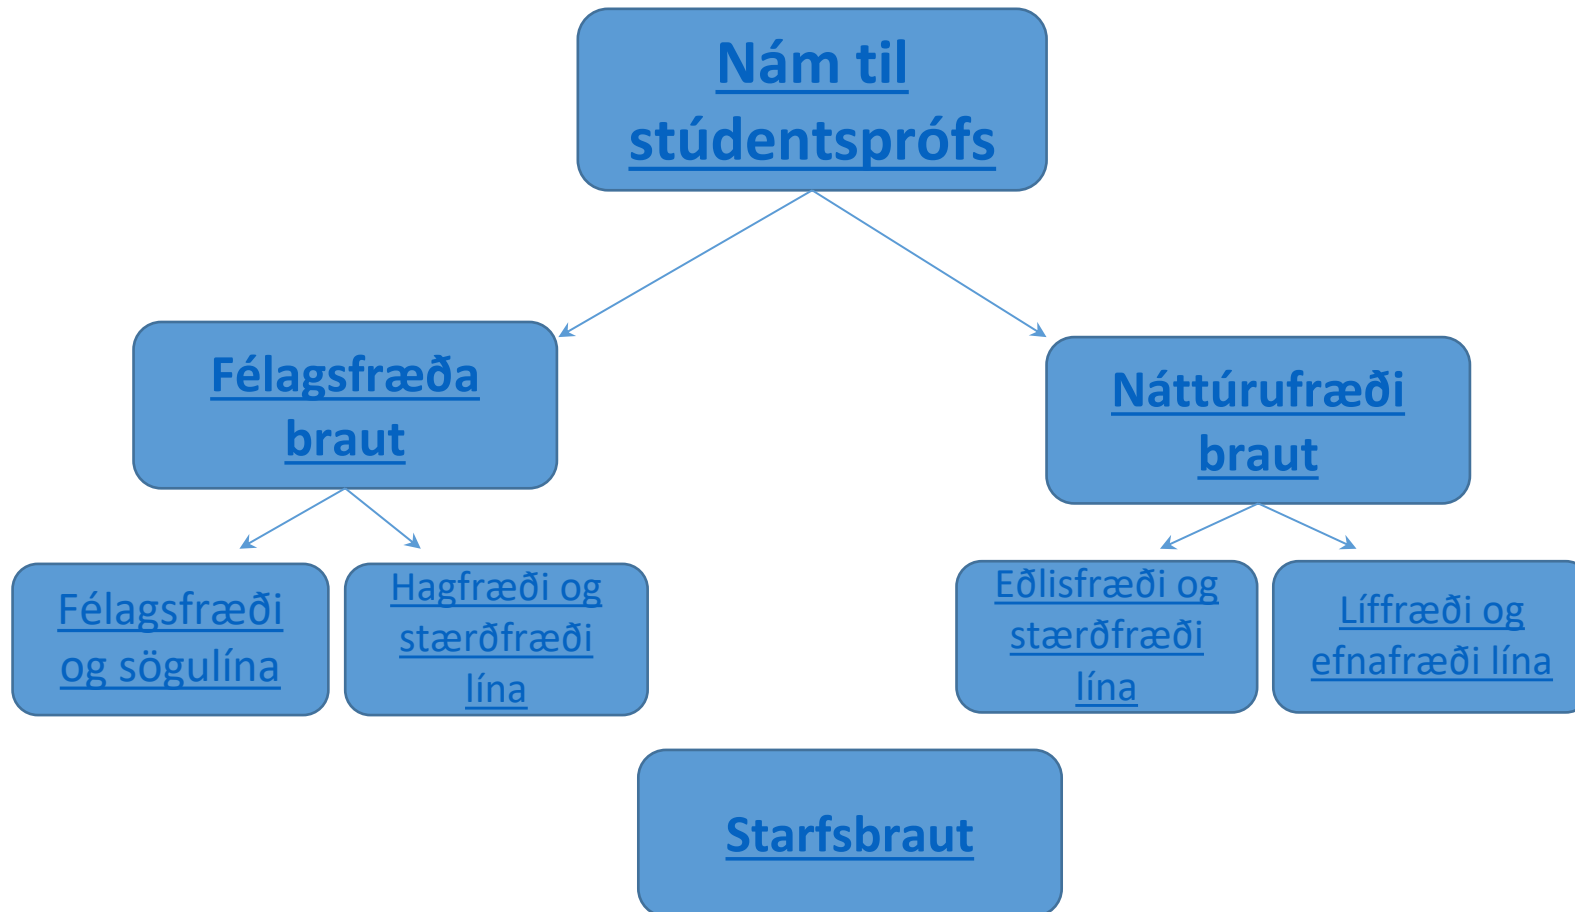 Nám til
stúdentsprófs
Félagsfræða
braut
Náttúrufræði
braut
Félagsfræði
og sögulína
Hagfræði og
stærðfræði
lína
Eðlisfræði og
stærðfræði
lína
Líffræði og
efnafræði lína
Starfsbraut